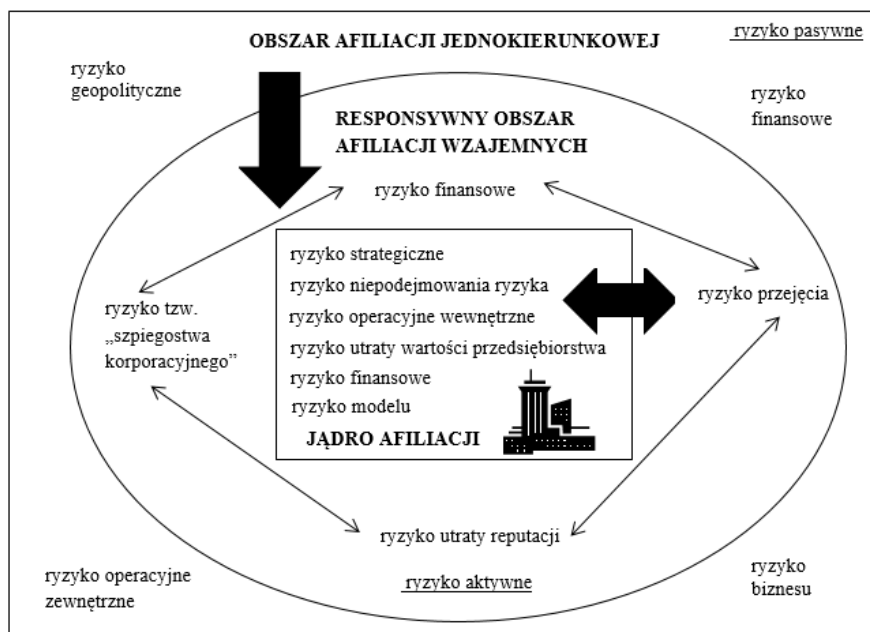 OBSZAR AFILIACJI JEDNOKIERUNKOWEJ
ryzyko pasywne
ryzyko
geopolityczne
ryzyko
finansowe
RESPONSYWNY OBSZAR
AFILIACJI WZAJEMNYCH
ryzyko finansowe
ryzyko strategiczne
ryzyko niepodejmowania ryzyka
ryzyko operacyjne wewnętrzne
ryzyko utraty wartości przedsiębiorstwa
ryzyko finansowe
ryzyko modelu
JĄDRO AFILIACJI
ryzyko tzw.
„szpiegostwa
korporacyjnego”
ryzyko przejęcia
ryzyko utraty reputacji
ryzyko aktywne
ryzyko operacyjne
zewnętrzne
ryzyko
biznesu